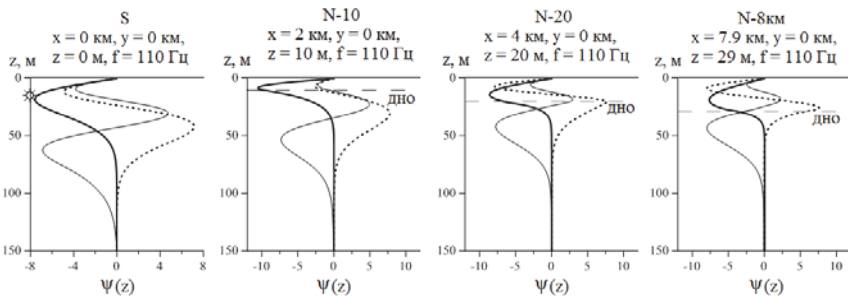 S
x = 0 км, y = 0 км,
z = 0 м, f = 110 Гц
z, м
0
50
100
150
-8 -4 0 4 8
Ψ(z)
N-10
x = 2 км, y = 0 км,
z = 10 м, f = 110 Гц
z, м
0
дно
50
100
150
-10 -5 0 5 10
Ψ(z)
N-20
x = 4 км, y = 0 км,
z = 20 м, f = 110 Гц
z, м
0
дно
50
100
150
-10 -5 0 5 10
Ψ(z)
N-8км
x = 7.9 км, y = 0 км,
z = 29 м, f = 110 Гц
z, м
0
дно
50
100
150
-10 -5 0 5 10
Ψ(z)